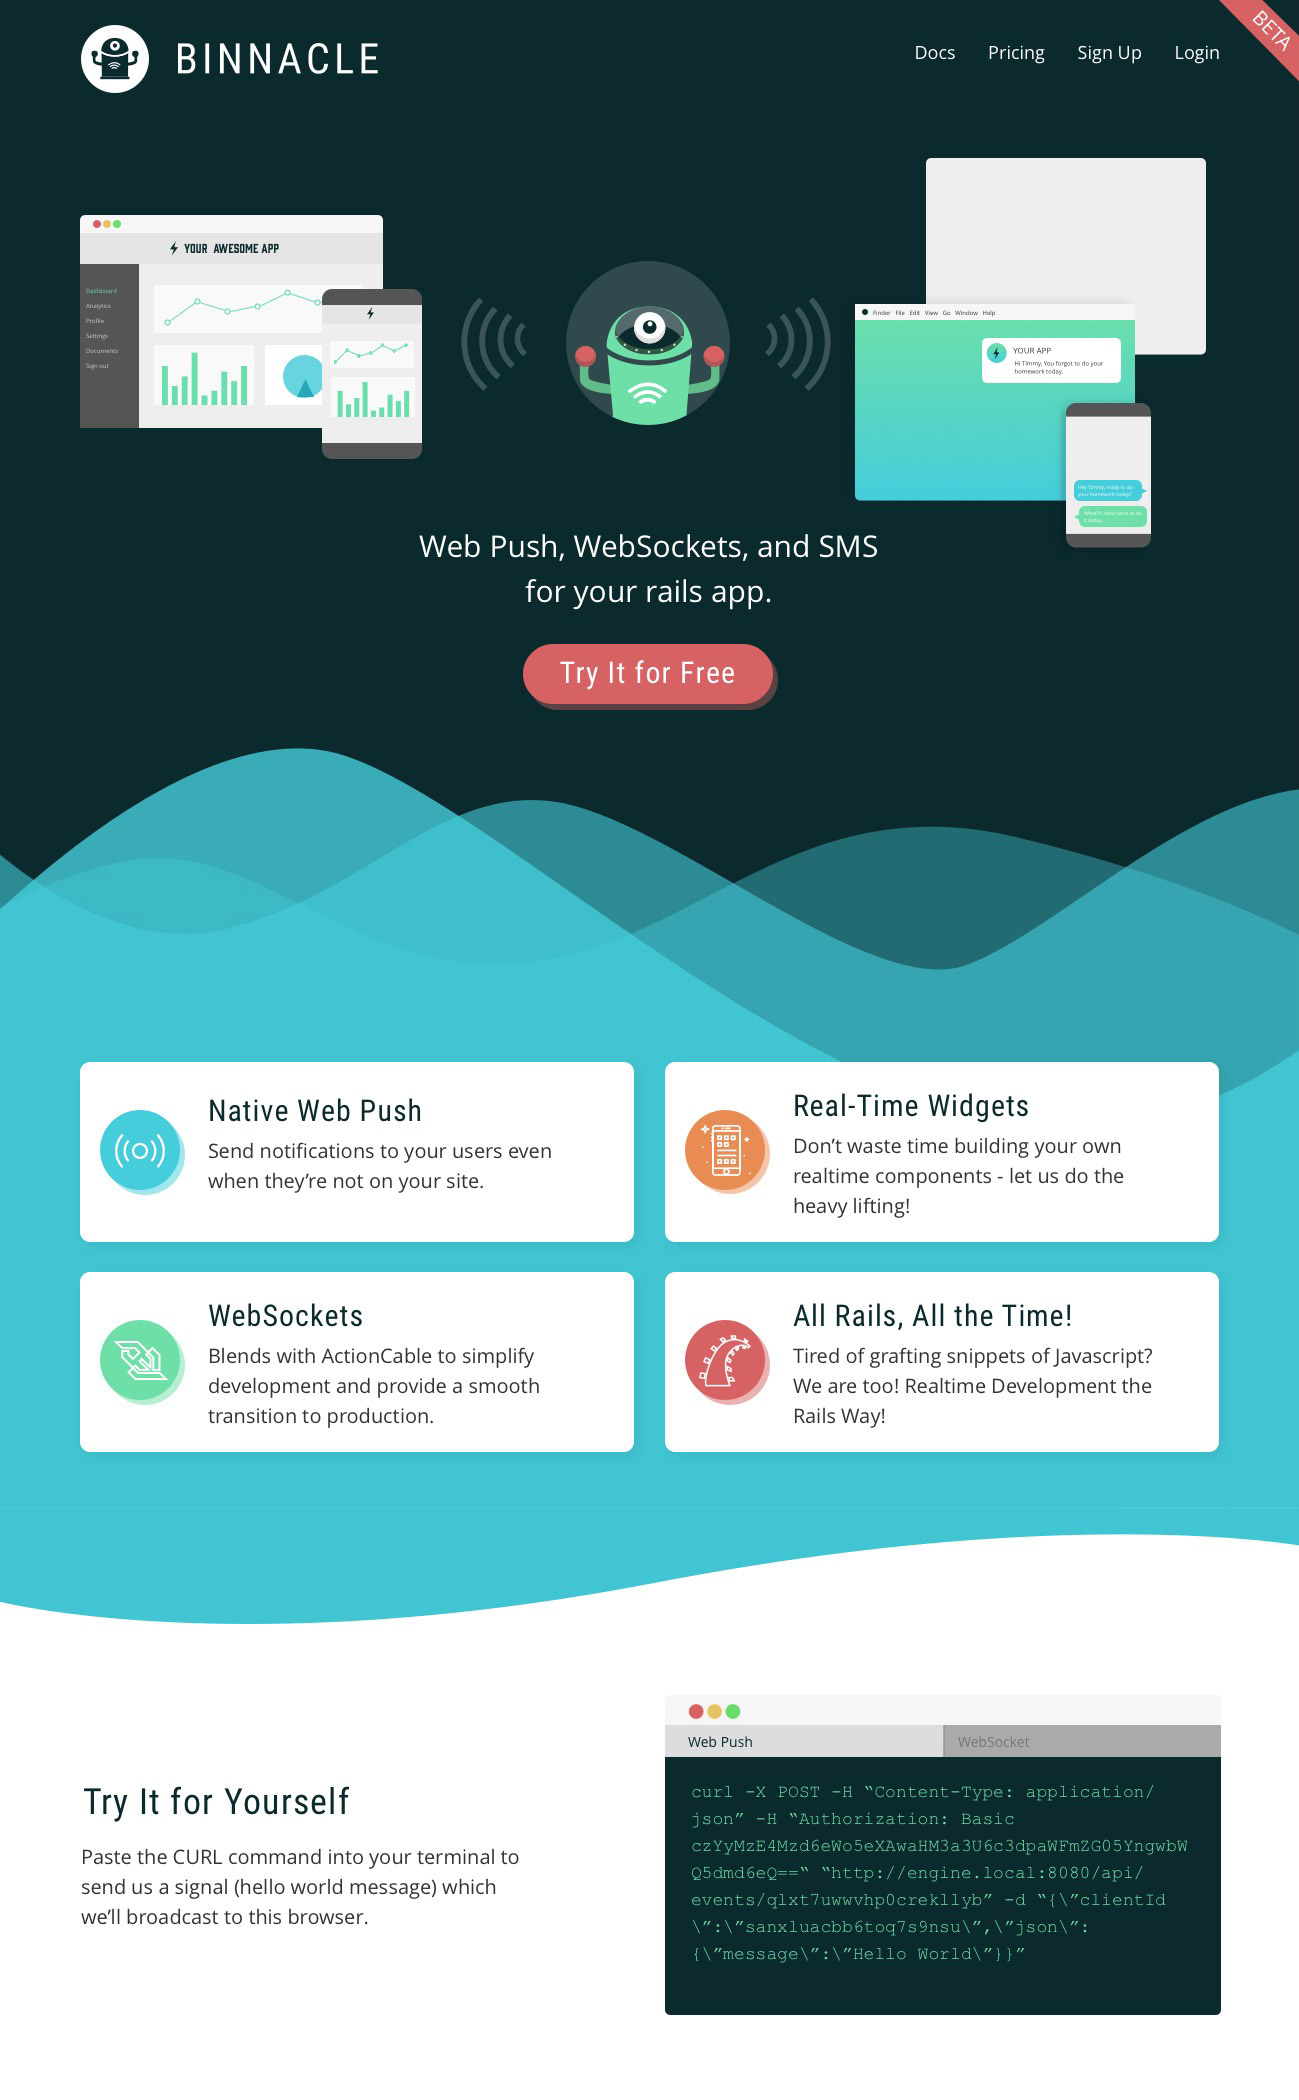 BINNACLE
Docs Pricing Sign Up Login
BETA
YOUR AWESOME APP
Dashboard
Analytics
Profile
Settings
Documents
Sign out
Finder File Edit View Go Window Help
YOUR APP
Hi Timmy, You forgot to do your
homework today.
Hey Timmy, ready to do
your homework today?
What? I don't want to do
it today...
Web Push, WebSockets, and SMS
for your rails app.
Try It for Free
Native Web Push
Send notifications to your users even
when they’re not on your site.
Real-Time Widgets
Don’t waste time building your own
realtime components - let us do the
heavy lifting!
WebSockets
Blends with ActionCable to simplify
development and provide a smooth
transition to production.
All Rails, All the Time!
Tired of grafting snippets of Javascript?
We are too! Realtime Development the
Rails Way!
Try It for Yourself
Paste the CURL command into your terminal to
send us a signal (hello world message) which
we’ll broadcast to this browser.
Web Push WebSocket
curl -X POST -H “Content-Type: application/
json” -H “Authorization: Basic
czYyMzE4Mzd6eWo5eXAwaHM3a3U6c3dpaWFmZG05YngwbW
Q5dmd6eQ==“ “http://engine.local:8080/api/
events/qlxt7uwwvhp0crekllyb” -d “{\”clientId
\”:\”sanxluacbb6toq7s9nsu\”,\”json\”:
{\”message\”:\”Hello World\”}}”